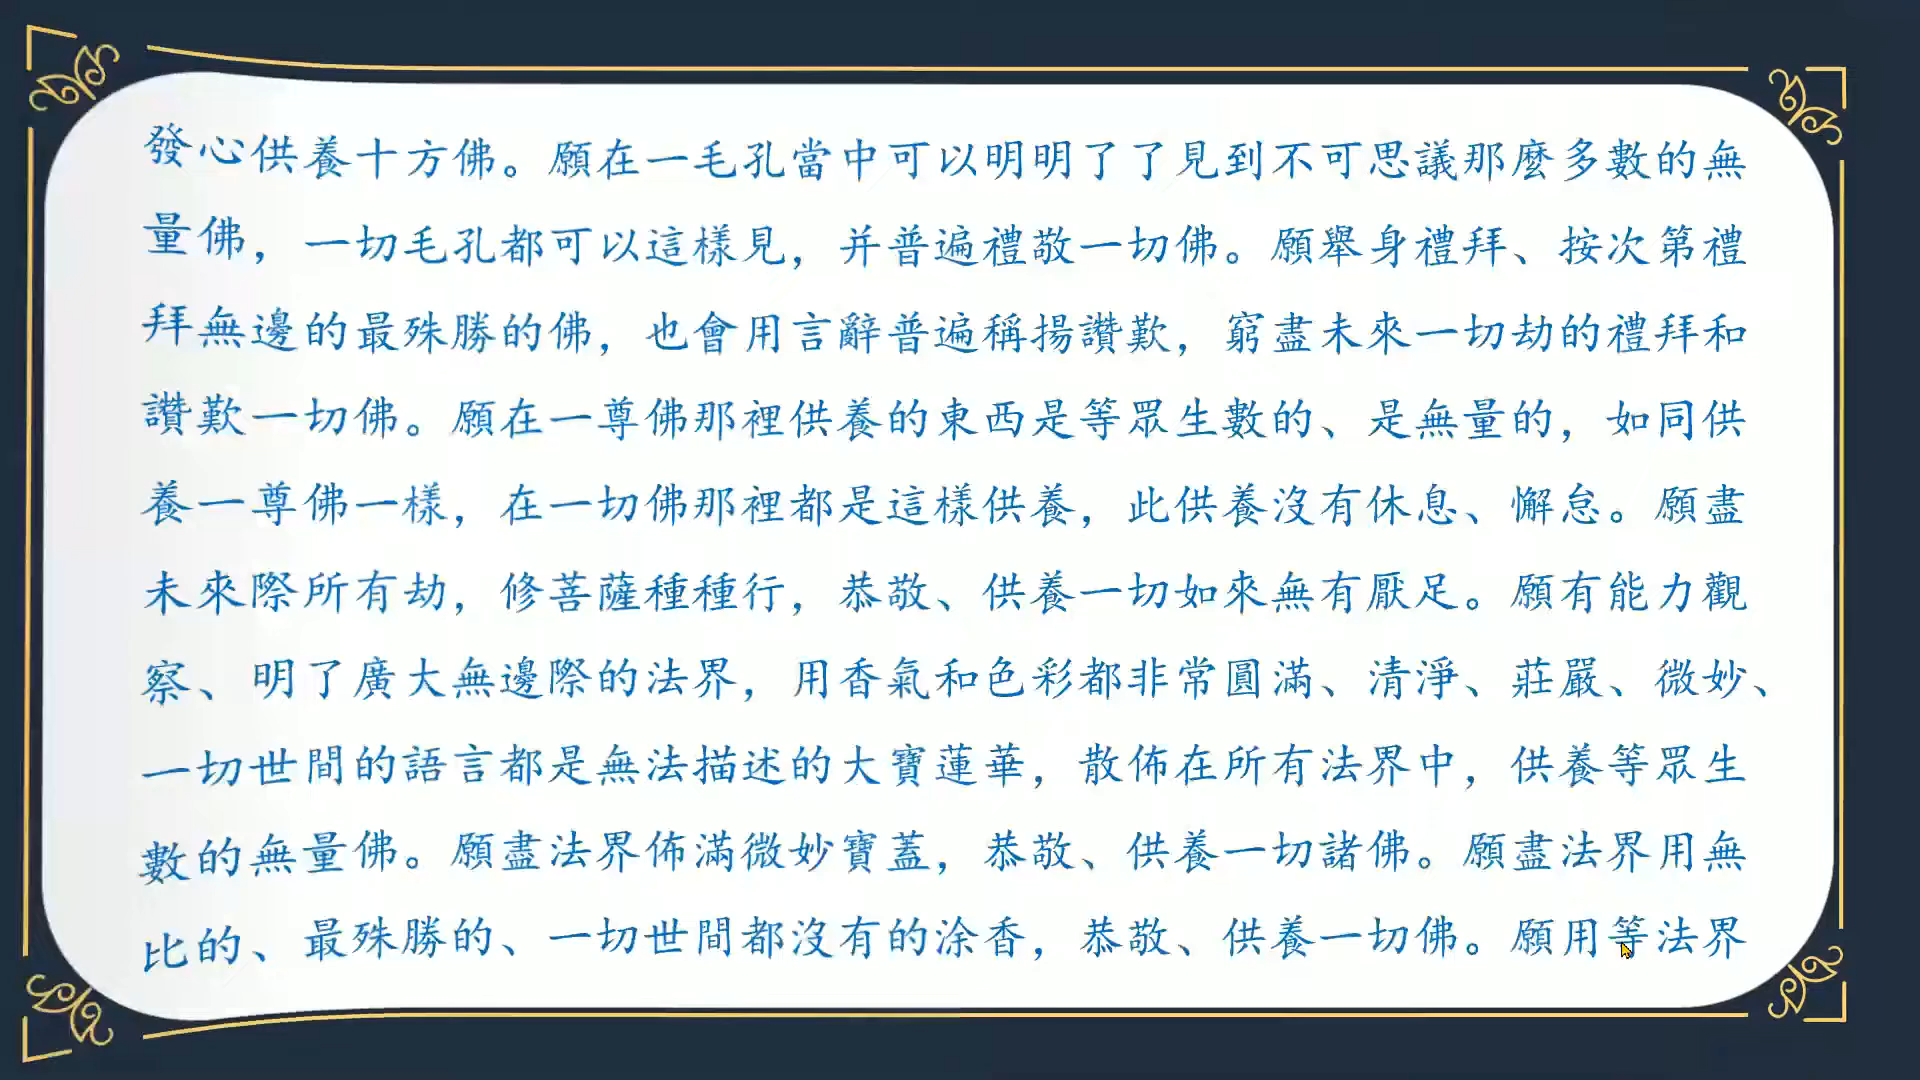 發心供養十方佛。願在一毛孔當中可以明明了了見到不可思議那麼多數的無
量佛，一切毛孔都可以這樣見，并普遍禮敬一切佛。願舉身禮拜、按次第禮
拜無邊的最殊勝的佛，也會用言辭普遍稱揚讚歎，窮盡未來一切劫的禮拜和
讚歎一切佛。願在一尊佛那裡供養的東西是等眾生數的、是無量的，如同供
養一尊佛一樣，在一切佛那裡都是這樣供養，此供養沒有休息、懈怠。願盡
未來際所有劫，修菩薩種種行，恭敬、供養一切如來無有厭足。願有能力觀
察、明了廣大無邊際的法界，用香氣和色彩都非常圓滿、清淨、莊嚴、微妙、
一切世間的語言都是無法描述的大寶蓮華，散佈在所有法界中，供養等眾生
數的無量佛。願盡法界佈滿微妙寶蓋，恭敬、供養一切諸佛。願盡法界用無
比的、最殊勝的、一切世間都沒有的涂香，恭敬、供養一切佛。願用等法界